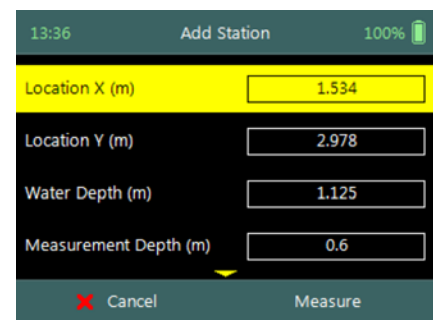 13:36 Add Station 100%
Location X (m) 1.534
Location Y (m) 2.978
Water Depth (m) 1.125
Measurement Depth (m) 0.6
Cancel Measure